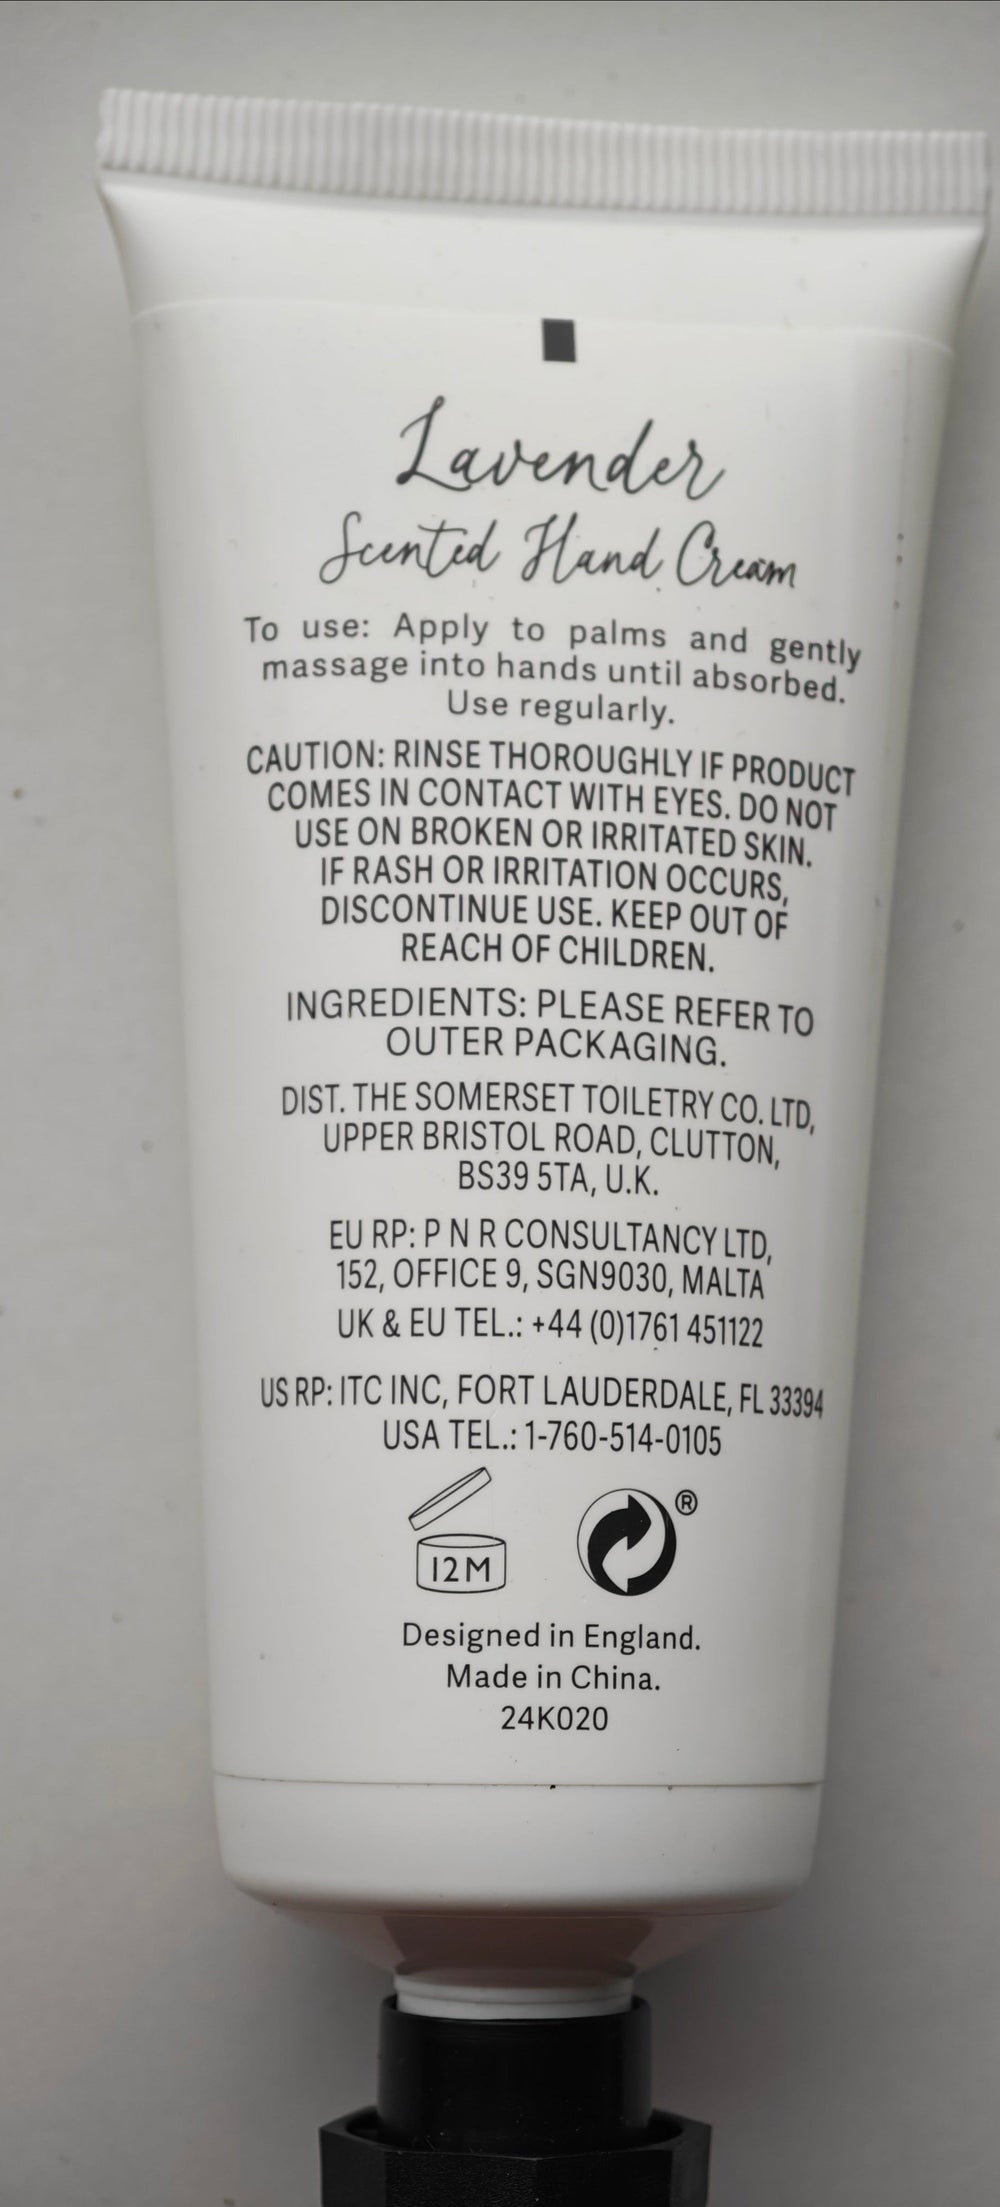 Lavender
Scented Hand Cream
To use: Apply to palms and gently
massage into hands until absorbed.
Use regularly.
CAUTION: RINSE THOROUGHLY IF PRODUCT
COMES IN CONTACT WITH EYES. DO NOT
USE ON BROKEN OR IRRITATED SKIN.
IF RASH OR IRRITATION OCCURS,
DISCONTINUE USE. KEEP OUT OF
REACH OF CHILDREN.
INGREDIENTS: PLEASE REFER TO
OUTER PACKAGING.
DIST. THE SOMERSET TOILETRY CO. LTD,
UPPER BRISTOL ROAD, CLUTTON,
BS39 5TA, U.K.
EU RP: P N R CONSULTANCY LTD,
152, OFFICE 9, SGN9030, MALTA
UK & EU TEL.: +44 (0)1761 451122
US RP: ITC INC, FORT LAUDERDALE, FL 33394
USA TEL.: 1-760-514-0105
®
12M
Designed in England.
Made in China.
24K020